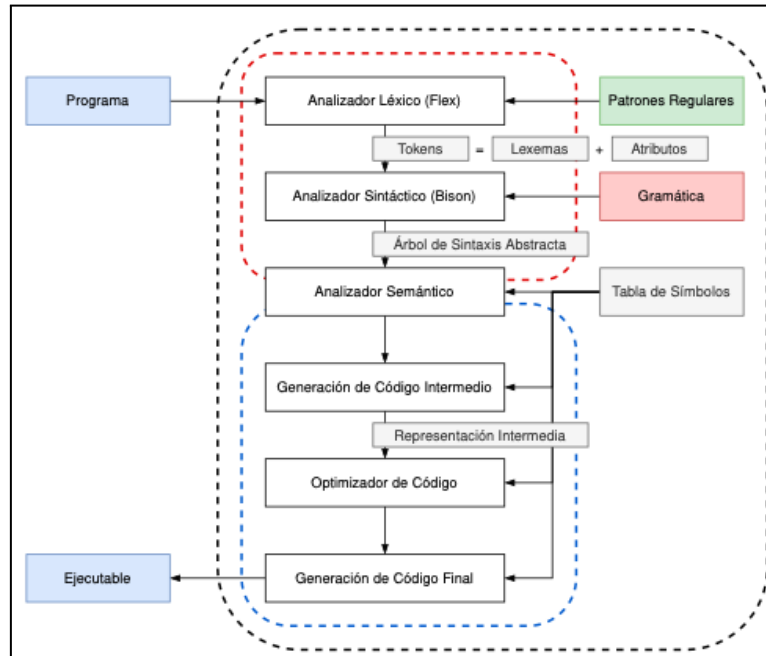 Programa
Analizador Léxico (Flex)
Patrones Regulares
Tokens = Lexemas + Atributos
Analizador Sintáctico (Bison)
Gramática
Árbol de Sintaxis Abstracta
Analizador Semántico
Tabla de Símbolos
Generación de Código Intermedio
Representación Intermedia
Optimizador de Código
Ejecutable
Generación de Código Final